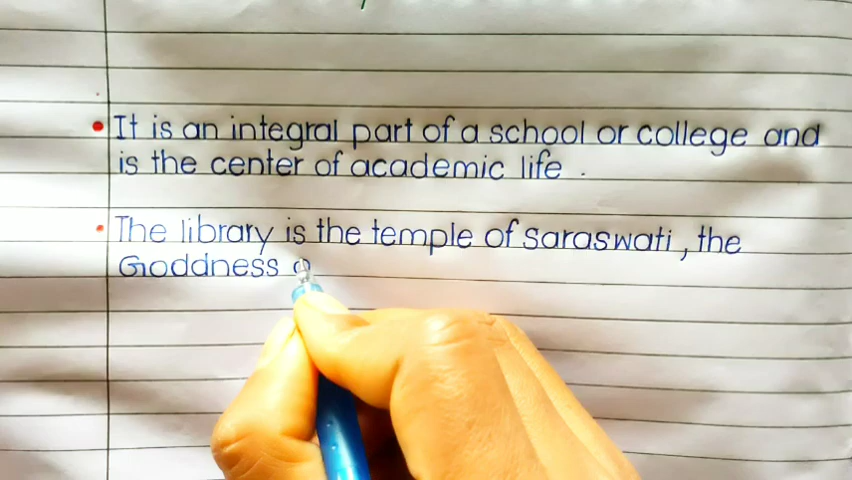 • It is an integral part of a school or college and
is the center of academic life .
• The library is the temple of Saraswati, the
Goddness